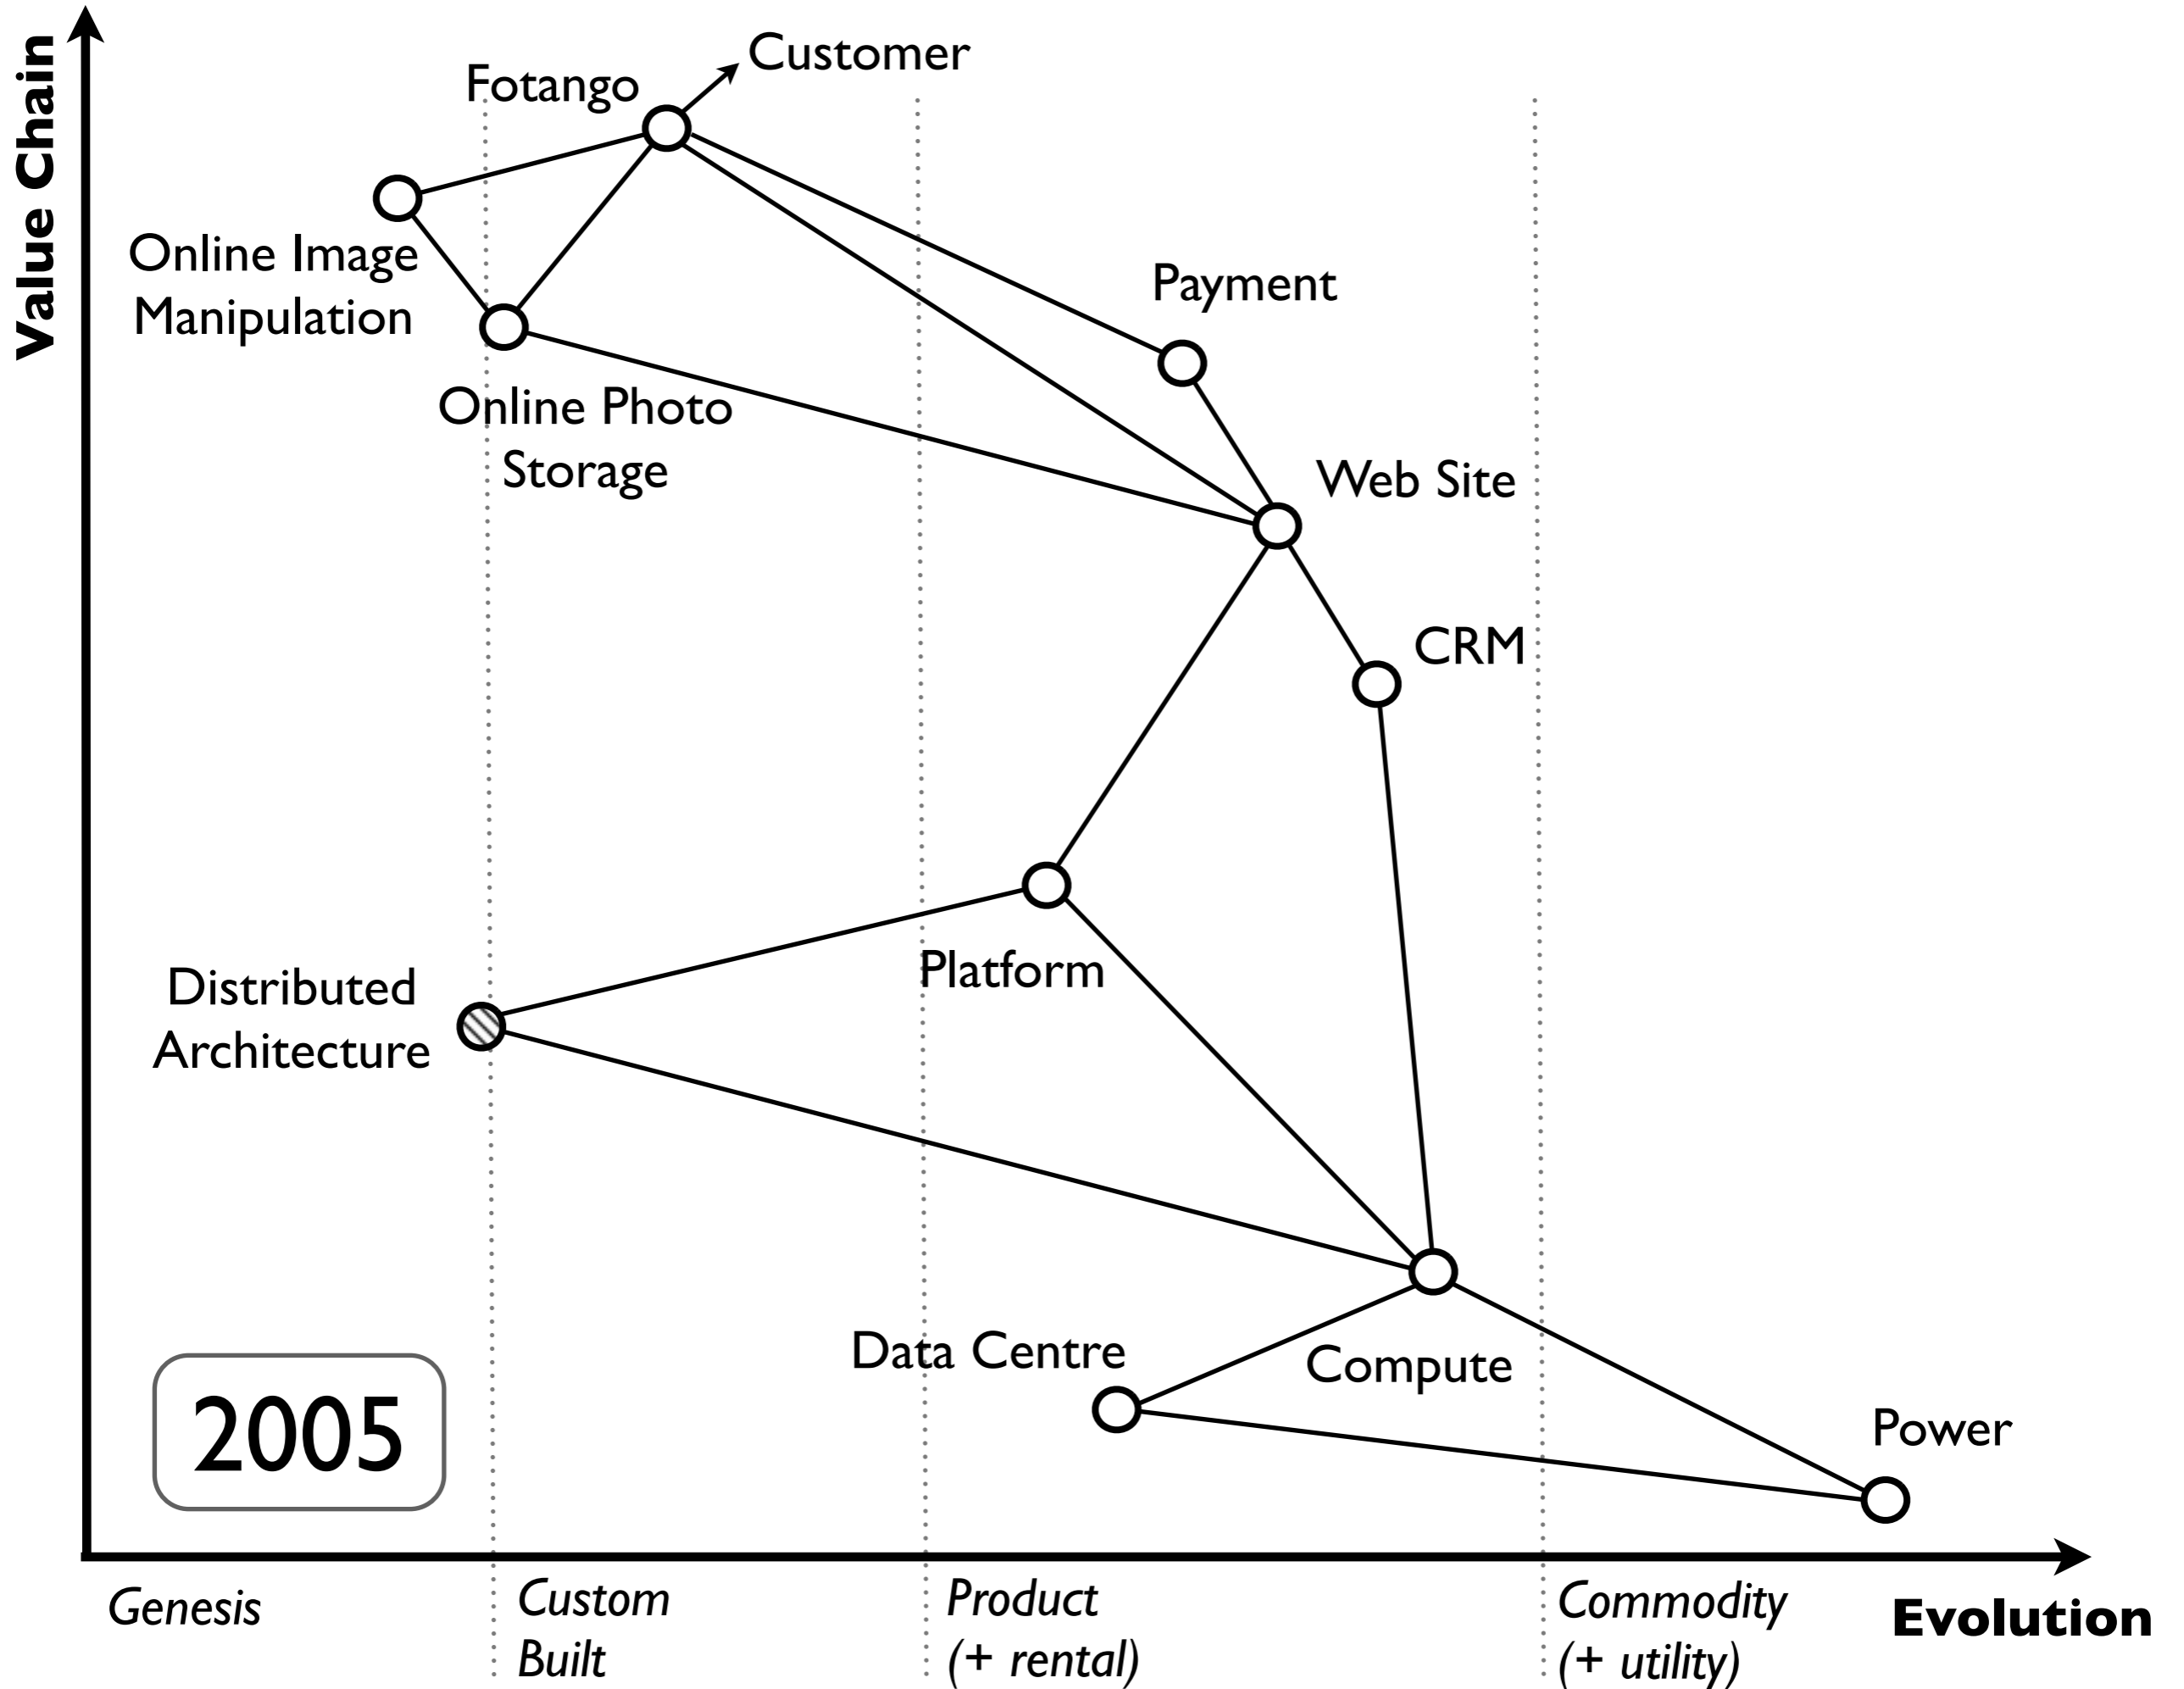 Value Chain
Customer
Fotango
Online Image
Manipulation
Payment
Online Photo
Storage
Web Site
CRM
Platform
Distributed
Architecture
Data Centre
Compute
Power
2005
Genesis
Custom
Built
Product
(+ rental)
Commodity
(+ utility)
Evolution